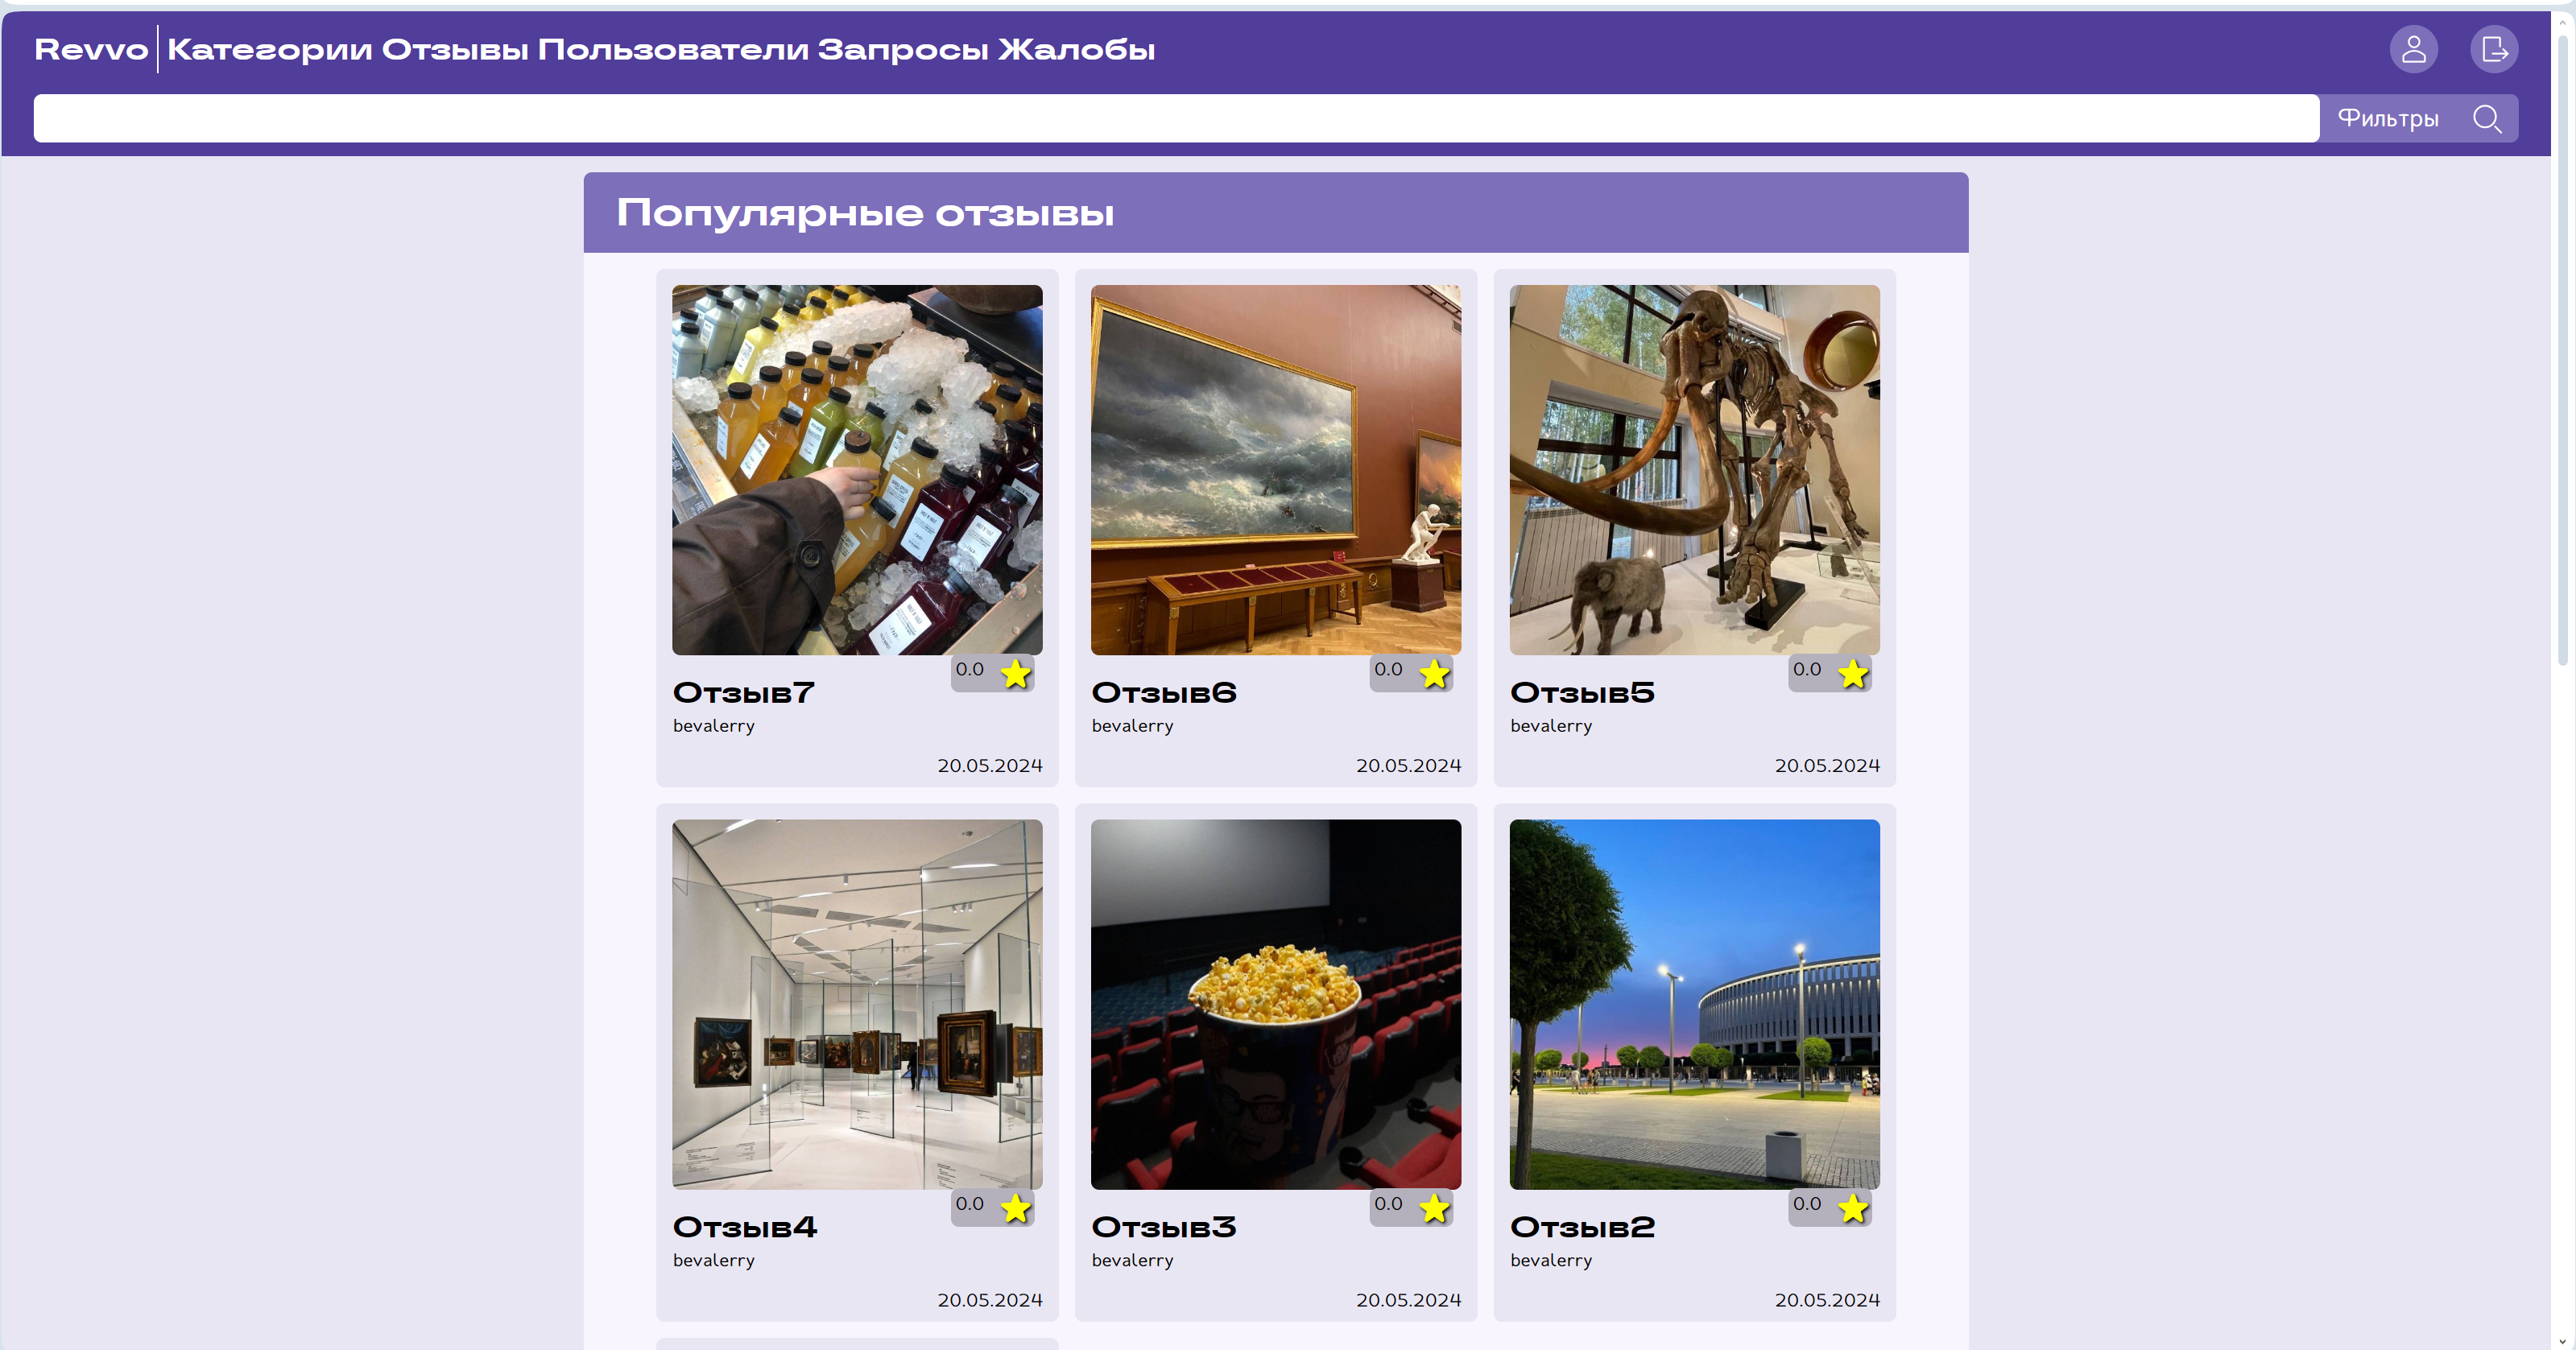 Revvo Категории Отзывы Пользователи Запросы Жалобы
Фильтры
Популярные отзывы
0.0
Отзыв7
bevalerry
20.05.2024
0.0
Отзыв6
bevalerry
20.05.2024
0.0
Отзыв5
bevalerry
20.05.2024
0.0
Отзыв4
bevalerry
20.05.2024
0.0
Отзыв3
bevalerry
20.05.2024
0.0
Отзыв2
bevalerry
20.05.2024